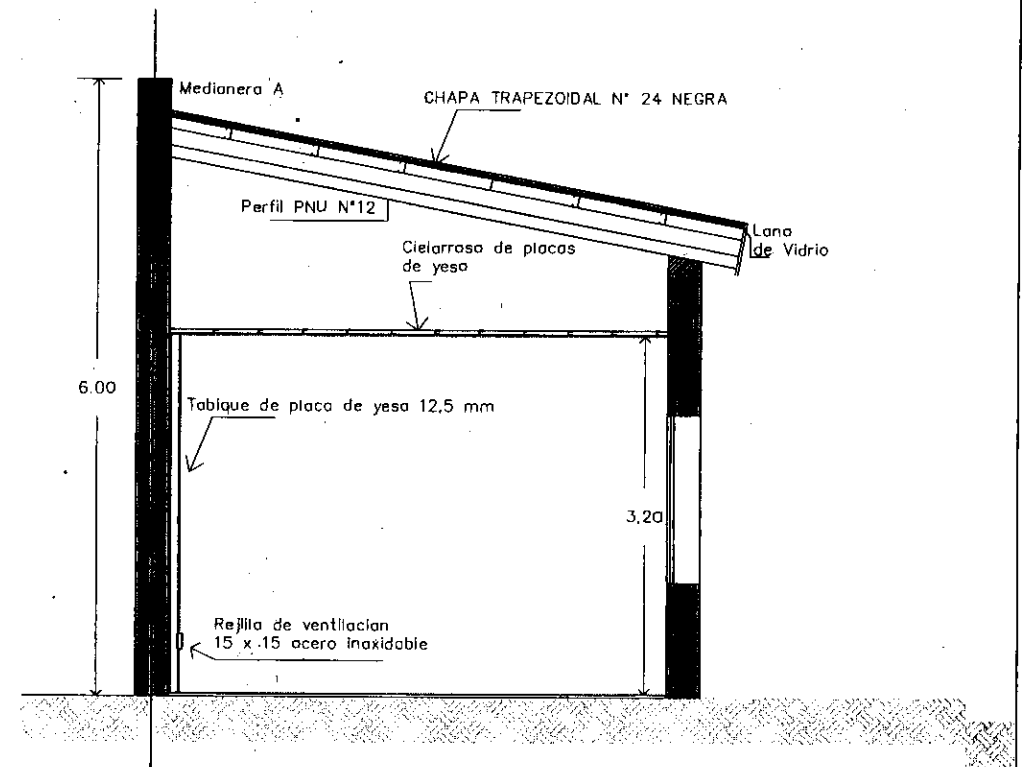 Medianera A
CHAPA TRAPEZOIDAL N° 24 NEGRA
Perfil PNU N°12
Lana
de Vidrio
Cielarraso de placas
de yeso
6.00
Tabique de placa de yeso 12,5 mm
3,20
Rejilla de ventilacion
15 x 15 acero inoxidable